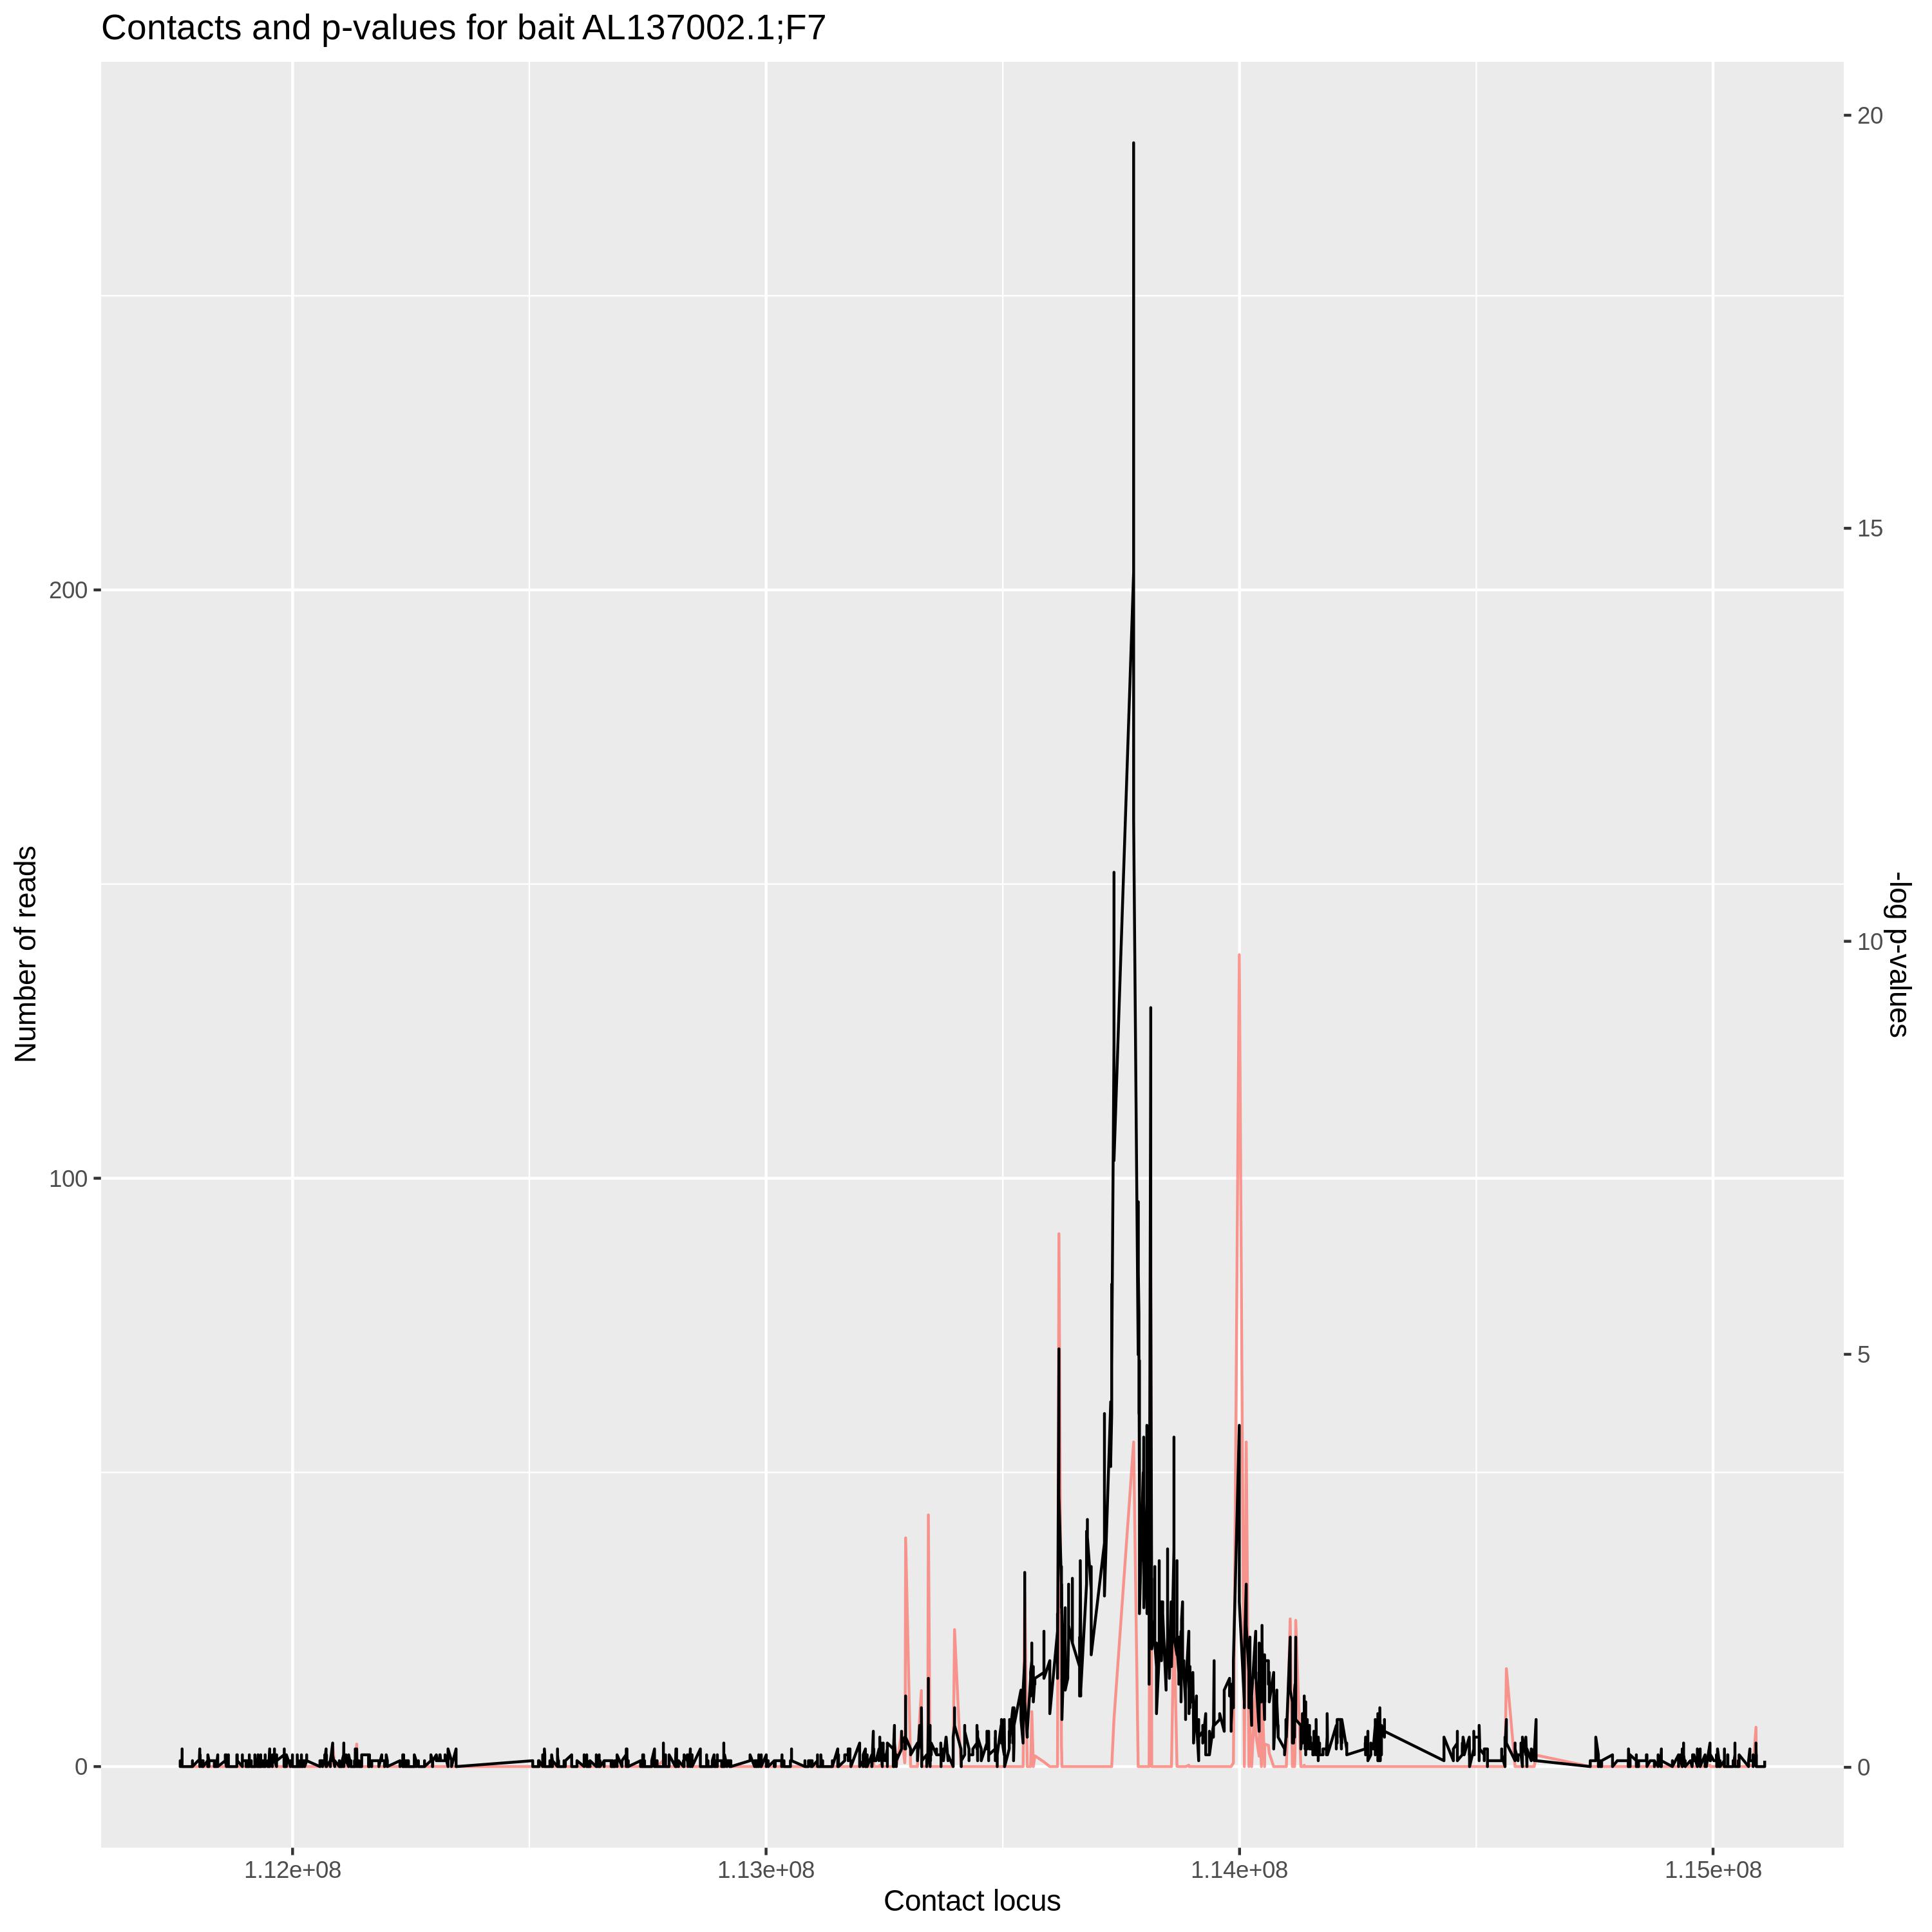 Contacts and p-values for bait AL137002.1;F7
20
15
10
5
0
200
100
0
Number of reads
-log p-values
1.12e+08 1.13e+08 1.14e+08 1.15e+08
Contact locus